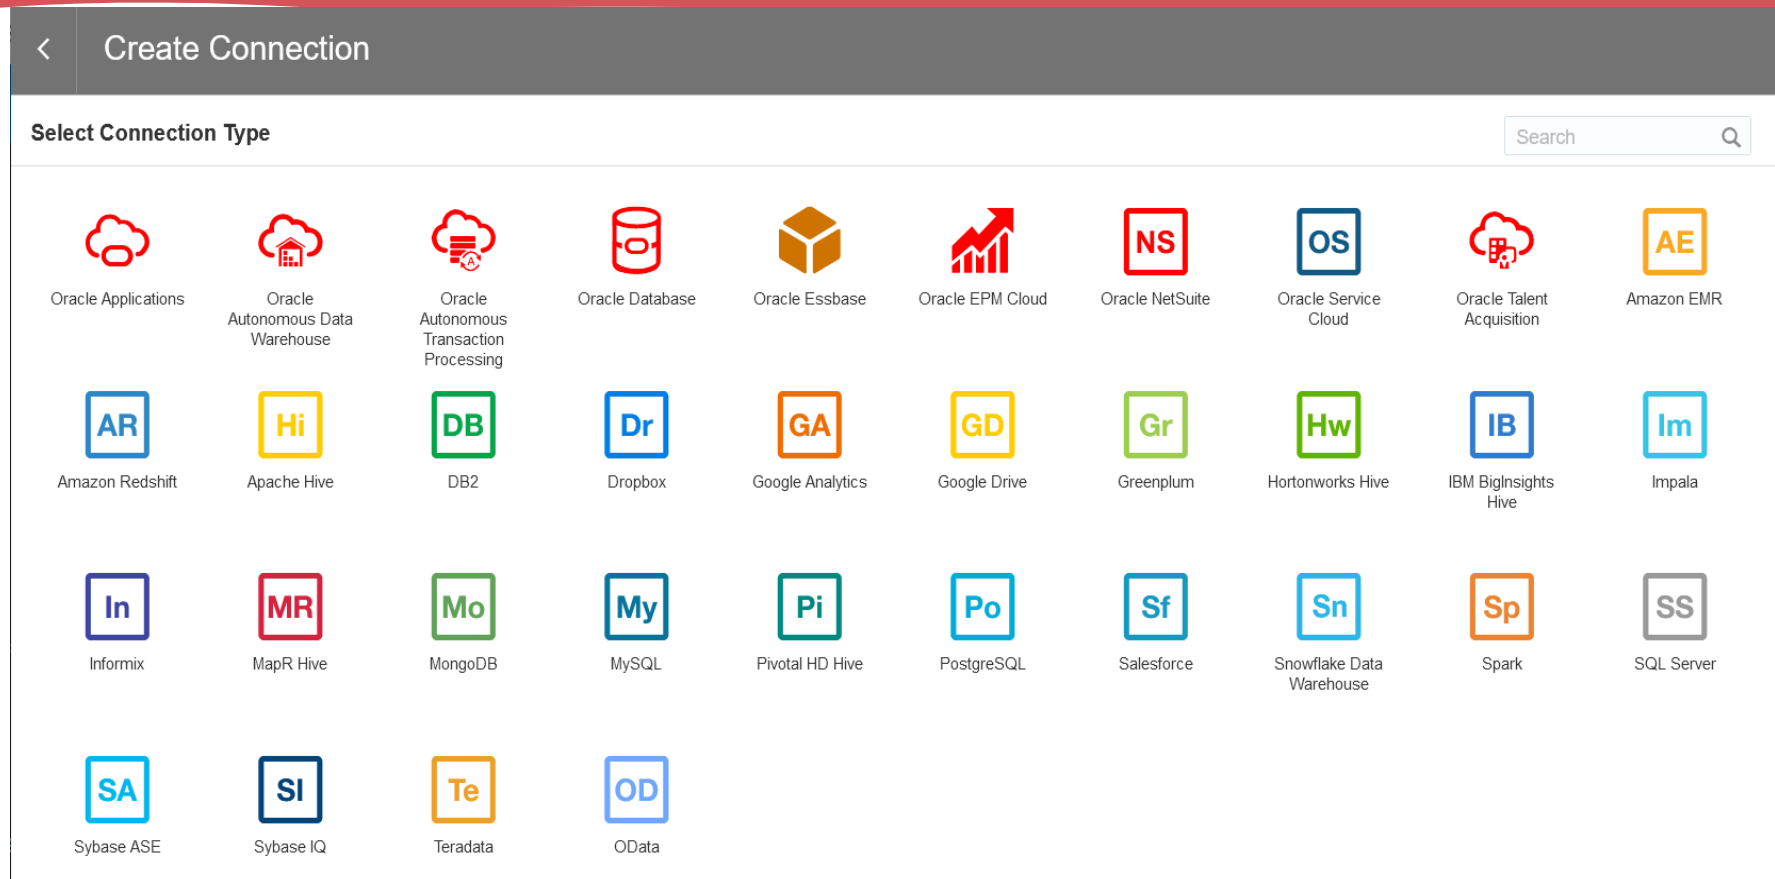 Create Connection
Select Connection Type
Search
NS
OS
AE
Oracle Applications
Oracle
Autonomous Data
Warehouse
A
Oracle
Autonomous
Transaction
Processing
Oracle Database
Oracle Essbase
Oracle EPM Cloud
Oracle NetSuite
Oracle Service
Cloud
Oracle Talent
Acquisition
Amazon EMR
AR
Hi
DB
Dr
GA
GD
Gr
Hw
IB
Im
Amazon Redshift
Apache Hive
DB2
Dropbox
Google Analytics
Google Drive
Greenplum
Hortonworks Hive
IBM BigInsights
Hive
Impala
In
MR
Mo
My
Pi
Po
Sf
Sn
Sp
SS
Informix
MapR Hive
MongoDB
MySQL
Pivotal HD Hive
PostgreSQL
Salesforce
Snowflake Data
Warehouse
Spark
SQL Server
SA
SI
Te
OD
Sybase ASE
Sybase IQ
Teradata
OData